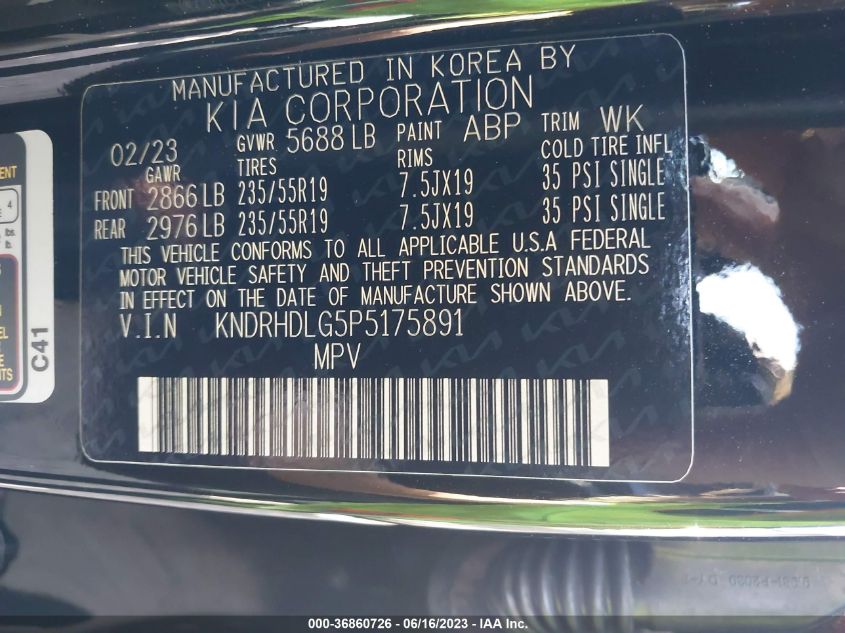 MANUFACTURED IN KOREA BY
KIA CORPORATION
02/23 GVWR 5688 LB PAINT ABP TRIM WK
GAWR TIRES RIMS COLD TIRE INFL
FRONT 2866 LB 235/55R19 7.5JX19 35 PSI SINGLE
REAR 2976 LB 235/55R19 7.5JX19 35 PSI SINGLE
THIS VEHICLE CONFORMS TO ALL APPLICABLE U.S.A FEDERAL
MOTOR VEHICLE SAFETY AND THEFT PREVENTION STANDARDS
IN EFFECT ON THE DATE OF MANUFACTURE SHOWN ABOVE.
V.I.N KNDRHDLG5P5175891
MPV
C41
4
lbs
000-36860726 - 06/16/2023 - IAA Inc.